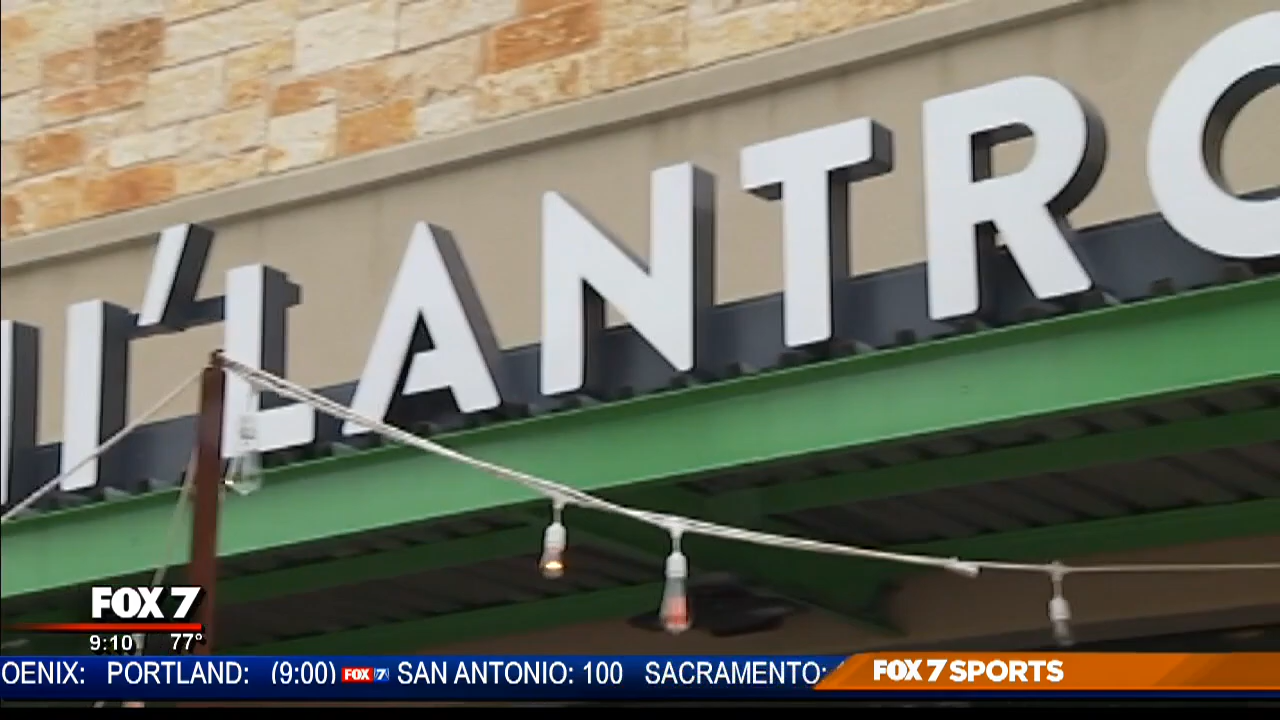 I'LANTRO
FOX 7
9:10 77°
OENIX: PORTLAND: (9:00) FOX 7 SAN ANTONIO: 100 SACRAMENTO:
FOX 7 SPORTS